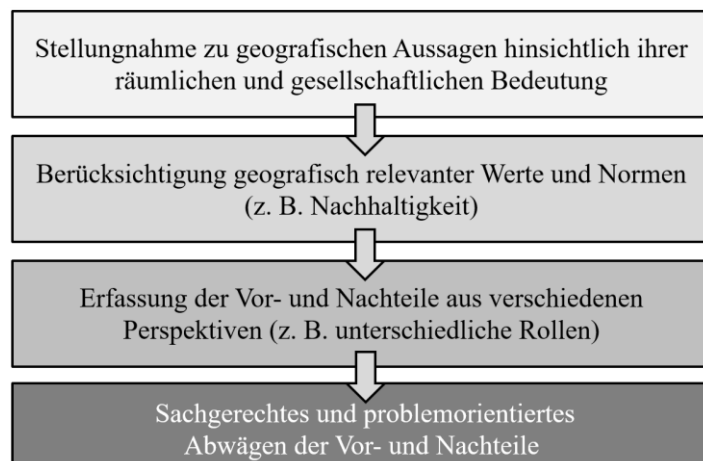 Stellungnahme zu geografischen Aussagen hinsichtlich ihrer
räumlichen und gesellschaftlichen Bedeutung
Berücksichtigung geografisch relevanter Werte und Normen
(z. B. Nachhaltigkeit)
Erfassung der Vor- und Nachteile aus verschiedenen
Perspektiven (z. B. unterschiedliche Rollen)
Sachgerechtes und problemorientiertes
Abwägen der Vor- und Nachteile